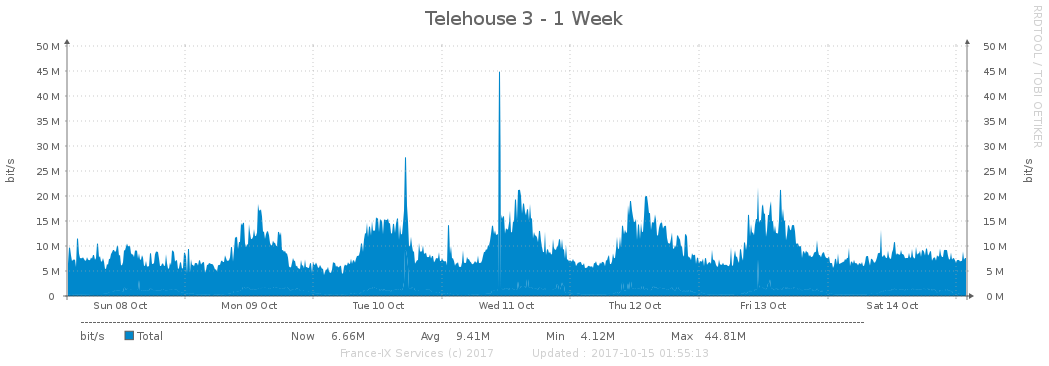 Telehouse 3 - 1 Week
RRDTOOL / TOBI OETIKER
50 M 50 M
45 M 45 M
40 M 40 M
35 M 35 M
30 M 30 M
25 M 25 M
20 M 20 M
15 M 15 M
10 M 10 M
5 M 5 M
0 0 M
bit/s bit/s
Sun 08 Oct Mon 09 Oct Tue 10 Oct Wed 11 Oct Thu 12 Oct Fri 13 Oct Sat 14 Oct
bit/s Total Now 6.66M Avg 9.41M Min 4.12M Max 44.81M
France-IX Services (c) 2017 Updated : 2017-10-15 01:55:13